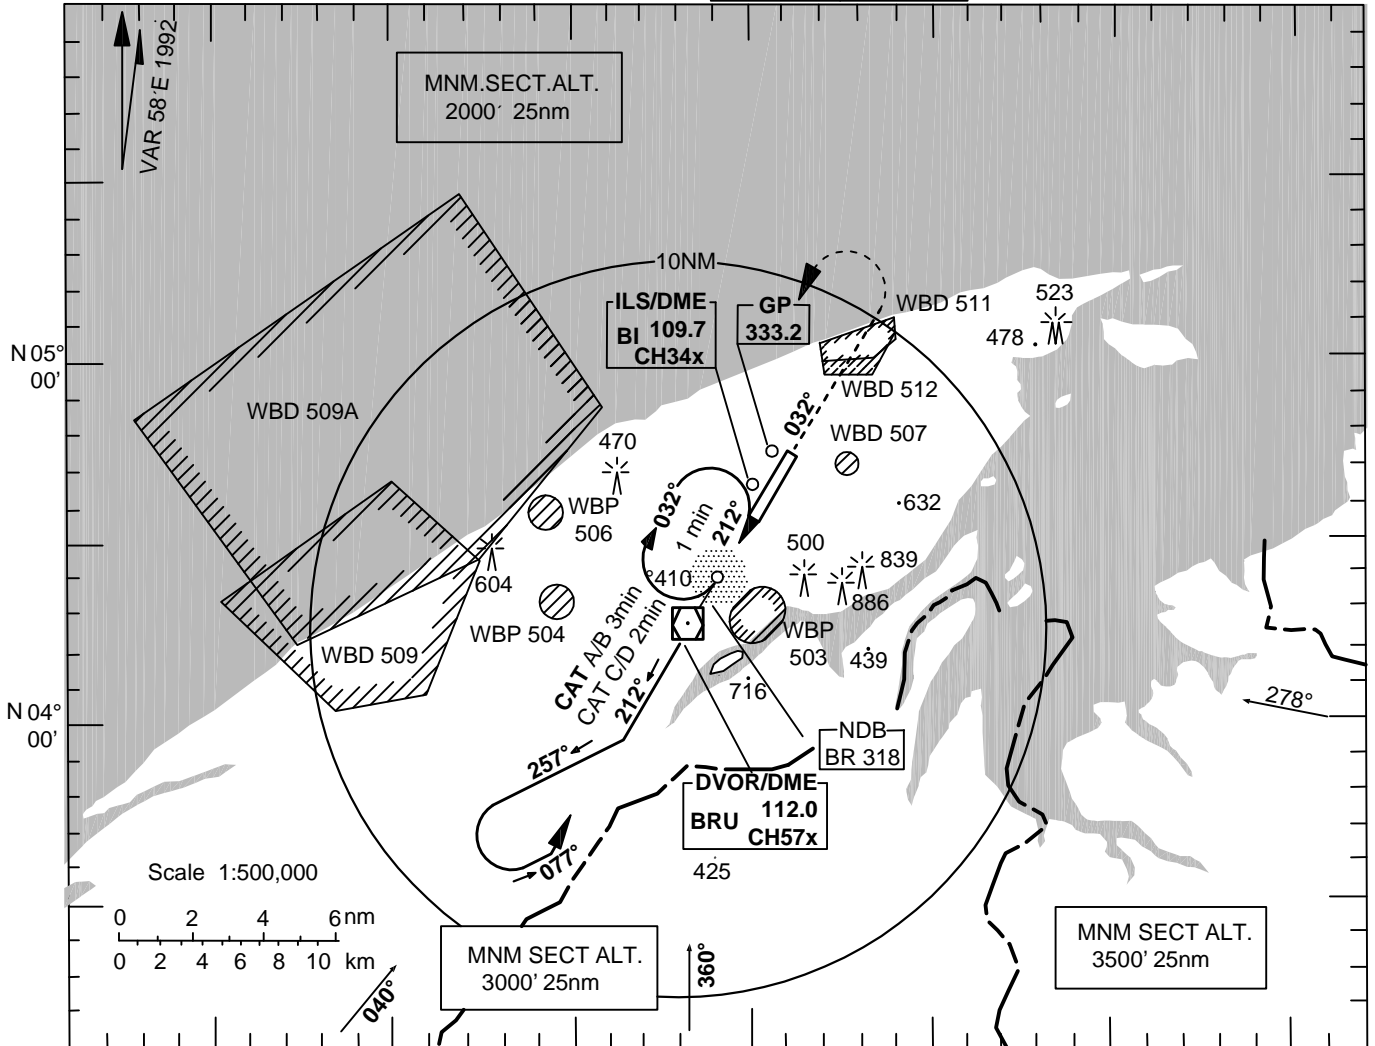 VAR 58'E 1992
MNM.SECT.ALT.
2000' 25nm
10NM
ILS/DME
BI 109.7
CH34x
GP
333.2
WBD 511
523
478
N 05°
00'
WBD 512
WBD 509A
032°
WBD 507
470
032°
1 min
212°
632
WBP
506
500
839
604
410
886
WBP 504
WBP
503
WBD 509
CAT A/B 3min
CAT C/D 2min
439
716
212°
278°
N 04°
00'
257°
NDB
BR 318
DVOR/DME
BRU 112.0
CH57x
077°
425
Scale 1:500,000
0 2 4 6 nm
0 2 4 6 8 10 km
040°
MNM SECT ALT.
3000' 25nm
360°
MNM SECT ALT.
3500' 25nm